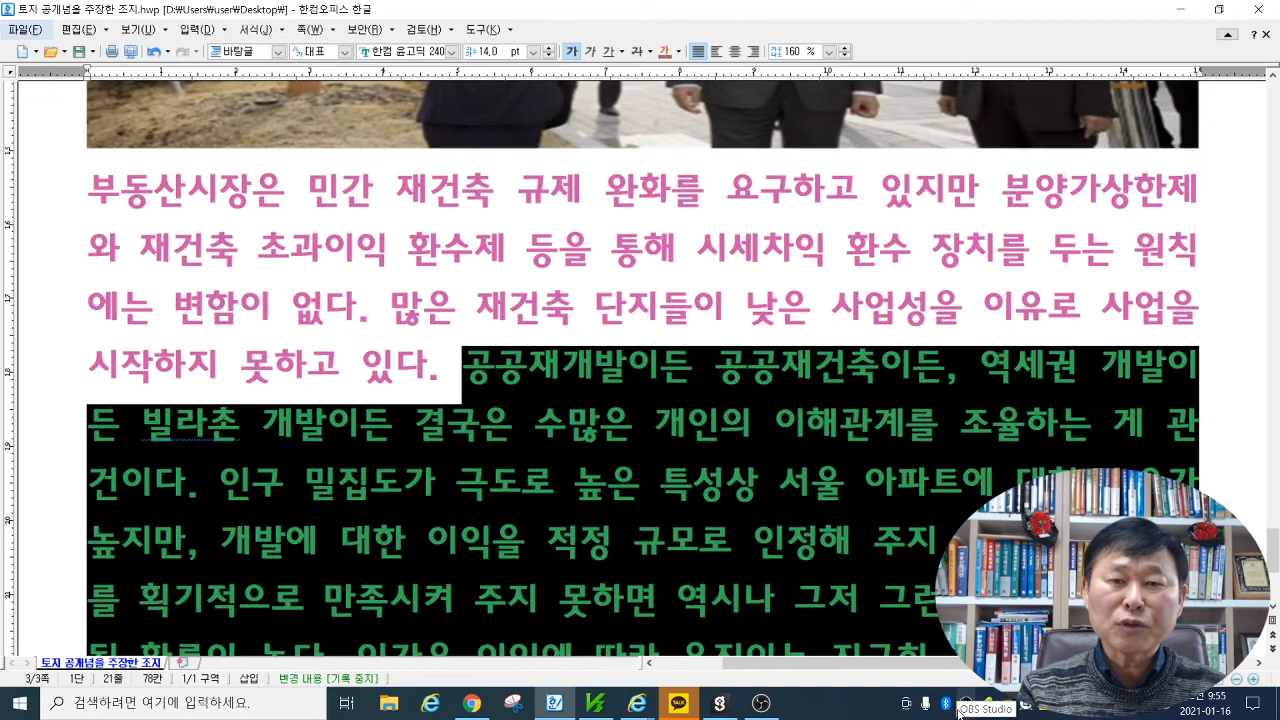 토지 공개념을 주장한 조지.hwp [D:₩Users₩user₩Desktop₩] - 한컴오피스 한글
파일(F) 편집(E) 보기(U) 입력(D) 서식(J) 쪽(W) 보안(R) 검토(H) 도구(K)
바탕글 대표 한컴 윤고딕 240 14,0 pt 가 가 가 가 가 160 %
부동산시장은 민간 재건축 규제 완화를 요구하고 있지만 분양가상한제
와 재건축 초과이익 환수제 등을 통해 시세차익 환수 장치를 두는 원칙
에는 변함이 없다. 많은 재건축 단지들이 낮은 사업성을 이유로 사업을
시작하지 못하고 있다. 공공재개발이든 공공재건축이든, 역세권 개발이
든 빌라촌 개발이든 결국은 수많은 개인의 이해관계를 조율하는 게 관
건이다. 인구 밀집도가 극도로 높은 특성상 서울 아파트에
높지만, 개발에 대한 이익을 적정 규모로 인정해 주지
를 획기적으로 만족시켜 주지 못하면 역시나 그저
토지 공개념을 주장한 조지
3/3쪽 1단 21줄 78칸 1/1 구역 삽입 변경 내용 [기록 중지]
검색하려면 여기에 입력하십시오.
TALK
OBS Studio
9:55
2021-01-16